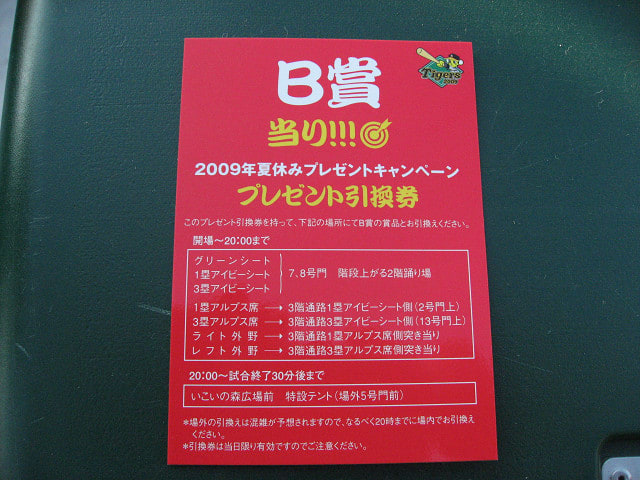 Tigers
2009
B賞
当り!!!
2009年夏休みプレゼントキャンペーン
プレゼント引換券
このプレゼント引換券を持って、下記の場所にてB賞の賞品とお引換えください。
開場〜20:00まで
グリーンシート
1塁アイビーシート
3塁アイビーシート
7、8号門 階段上がる2階踊り場
1塁アルプス席 → 3階通路1塁アイビーシート側(2号門上)
3塁アルプス席 → 3階通路3塁アイビーシート側(13号門上)
ライト外野 → 3階通路1塁アルプス席側突き当り
レフト外野 → 3階通路3塁アルプス席側突き当り
20:00〜試合終了30分後まで
いこいの森広場前 特設テント(場外5号門前)
*場外の引換えは混雑が予想されますので、なるべく20時までに場内でお引換え
ください。
*引換券は当日限り有効ですのでご注意ください。